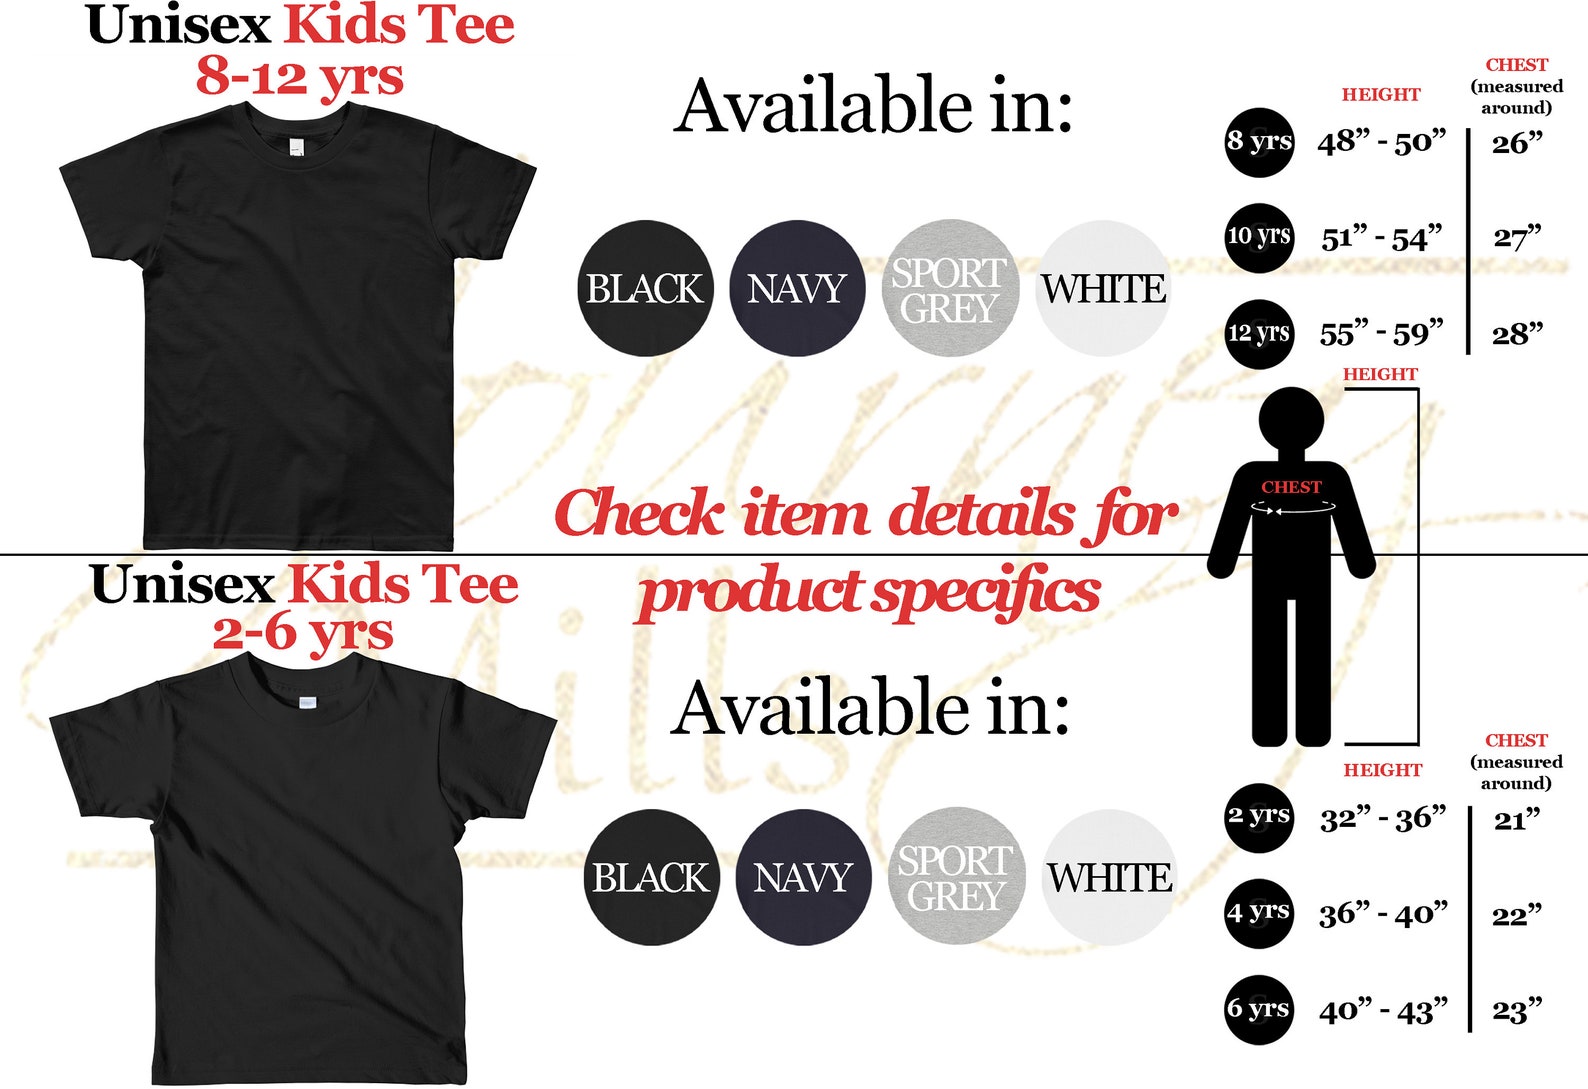 Unisex Kids Tee
8-12 yrs
Available in:
BLACK
NAVY
SPORT
GREY
WHITE
HEIGHT
CHEST
(measured
around)
8 yrs 48” - 50” 26”
10 yrs 51” - 54” 27”
12 yrs 55” - 59” 28”
HEIGHT
CHEST
Check item details for
product specifics
Unisex Kids Tee
2-6 yrs
Available in:
BLACK
NAVY
SPORT
GREY
WHITE
HEIGHT
CHEST
(measured
around)
2 yrs 32” - 36” 21”
4 yrs 36” - 40” 22”
6 yrs 40” - 43” 23”